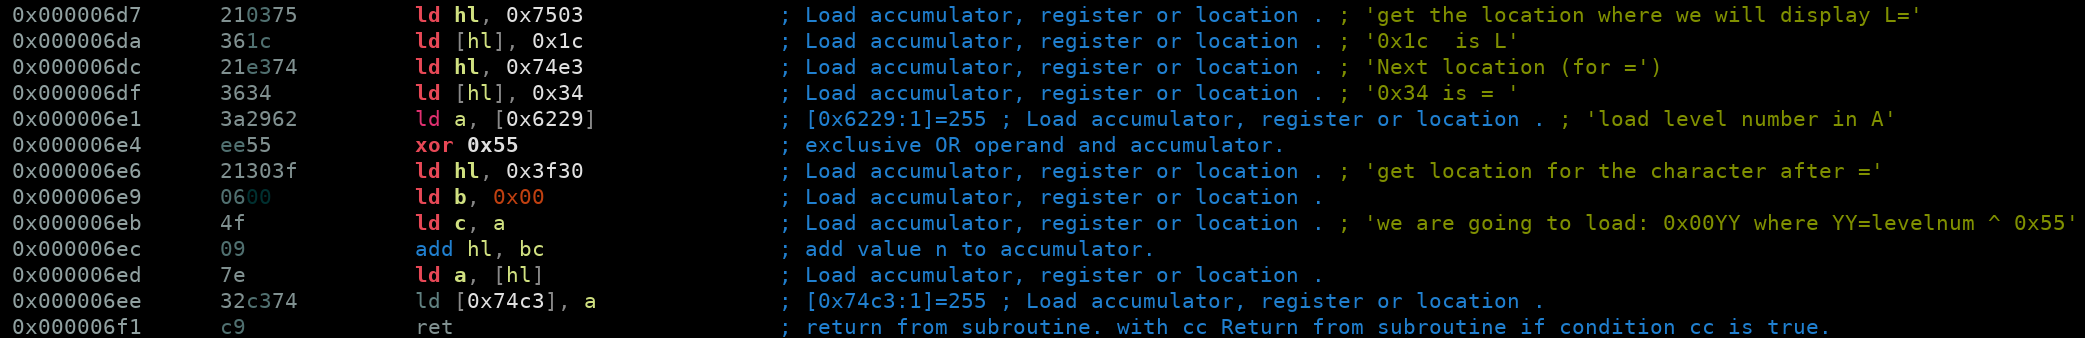 0x000006d7 210375 ld hl, 0x7503 ; Load accumulator, register or location . ; 'get the location where we will display L='
0x000006da 361c ld [hl], 0x1c ; Load accumulator, register or location . ; '0x1c  is L'
0x000006dc 21e374 ld hl, 0x74e3 ; Load accumulator, register or location . ; 'Next location (for =')
0x000006df 3634 ld [hl], 0x34 ; Load accumulator, register or location . ; '0x34 is = '
0x000006e1 3a2962 ld a, [0x6229] ; [0x6229:1]=255 ; Load accumulator, register or location . ; 'load level number in A'
0x000006e4 ee55 xor 0x55 ; exclusive OR operand and accumulator.
0x000006e6 21303f ld hl, 0x3f30 ; Load accumulator, register or location . ; 'get location for the character after ='
0x000006e9 0600 ld b, 0x00 ; Load accumulator, register or location .
0x000006eb 4f ld c, a ; Load accumulator, register or location . ; 'we are going to load: 0x00YY where YY=levelnum ^ 0x55'
0x000006ec 09 add hl, bc ; add value n to accumulator.
0x000006ed 7e ld a, [hl] ; Load accumulator, register or location .
0x000006ee 32c374 ld [0x74c3], a ; [0x74c3:1]=255 ; Load accumulator, register or location .
0x000006f1 c9 ret ; return from subroutine. with cc Return from subroutine if condition cc is true.